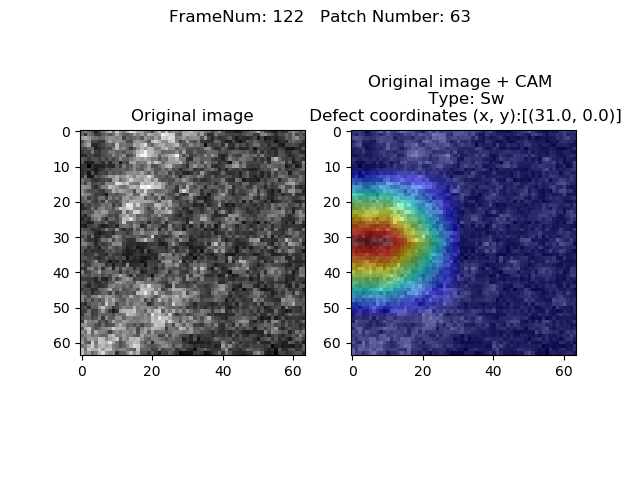 FrameNum: 122   Patch Number: 63
Original image
Original image + CAM
Type: Sw
Defect coordinates (x, y):[(31.0, 0.0)]
0
10
20
30
40
50
60
0 20 40 60
0
10
20
30
40
50
60
0 20 40 60